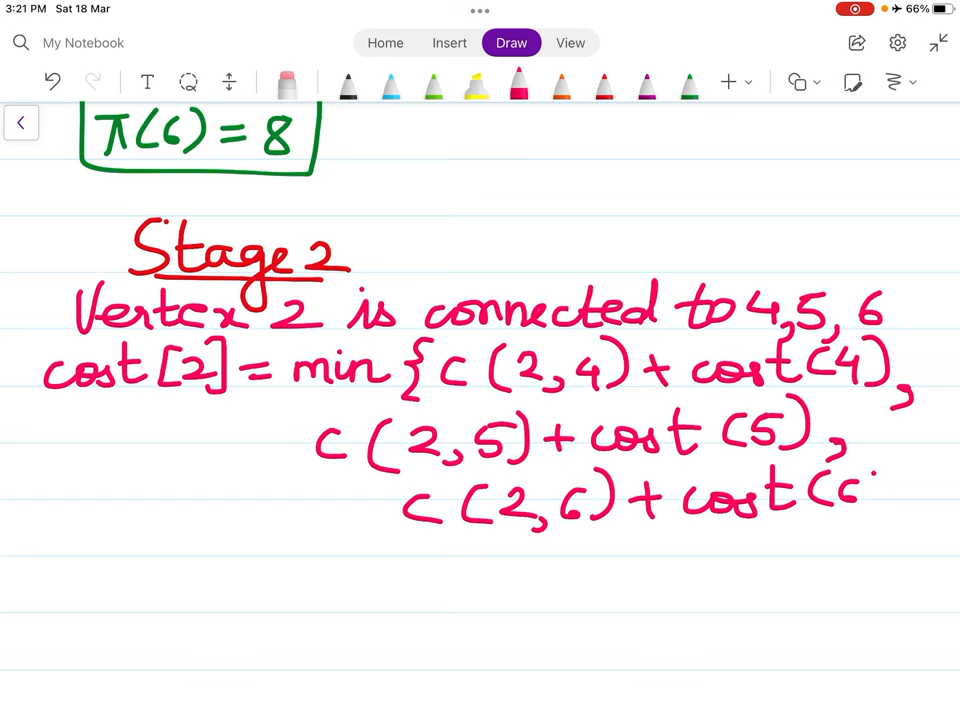 3:21 PM Sat 18 Mar
66%
My Notebook
Home Insert Draw View
π(6) = 8
Stage 2
Vertex 2 is connected to 4,5,6
cost [2] = min { c (2,4) + cost (4),
c (2,5) + cost (5),
c (2,6) + cost (6